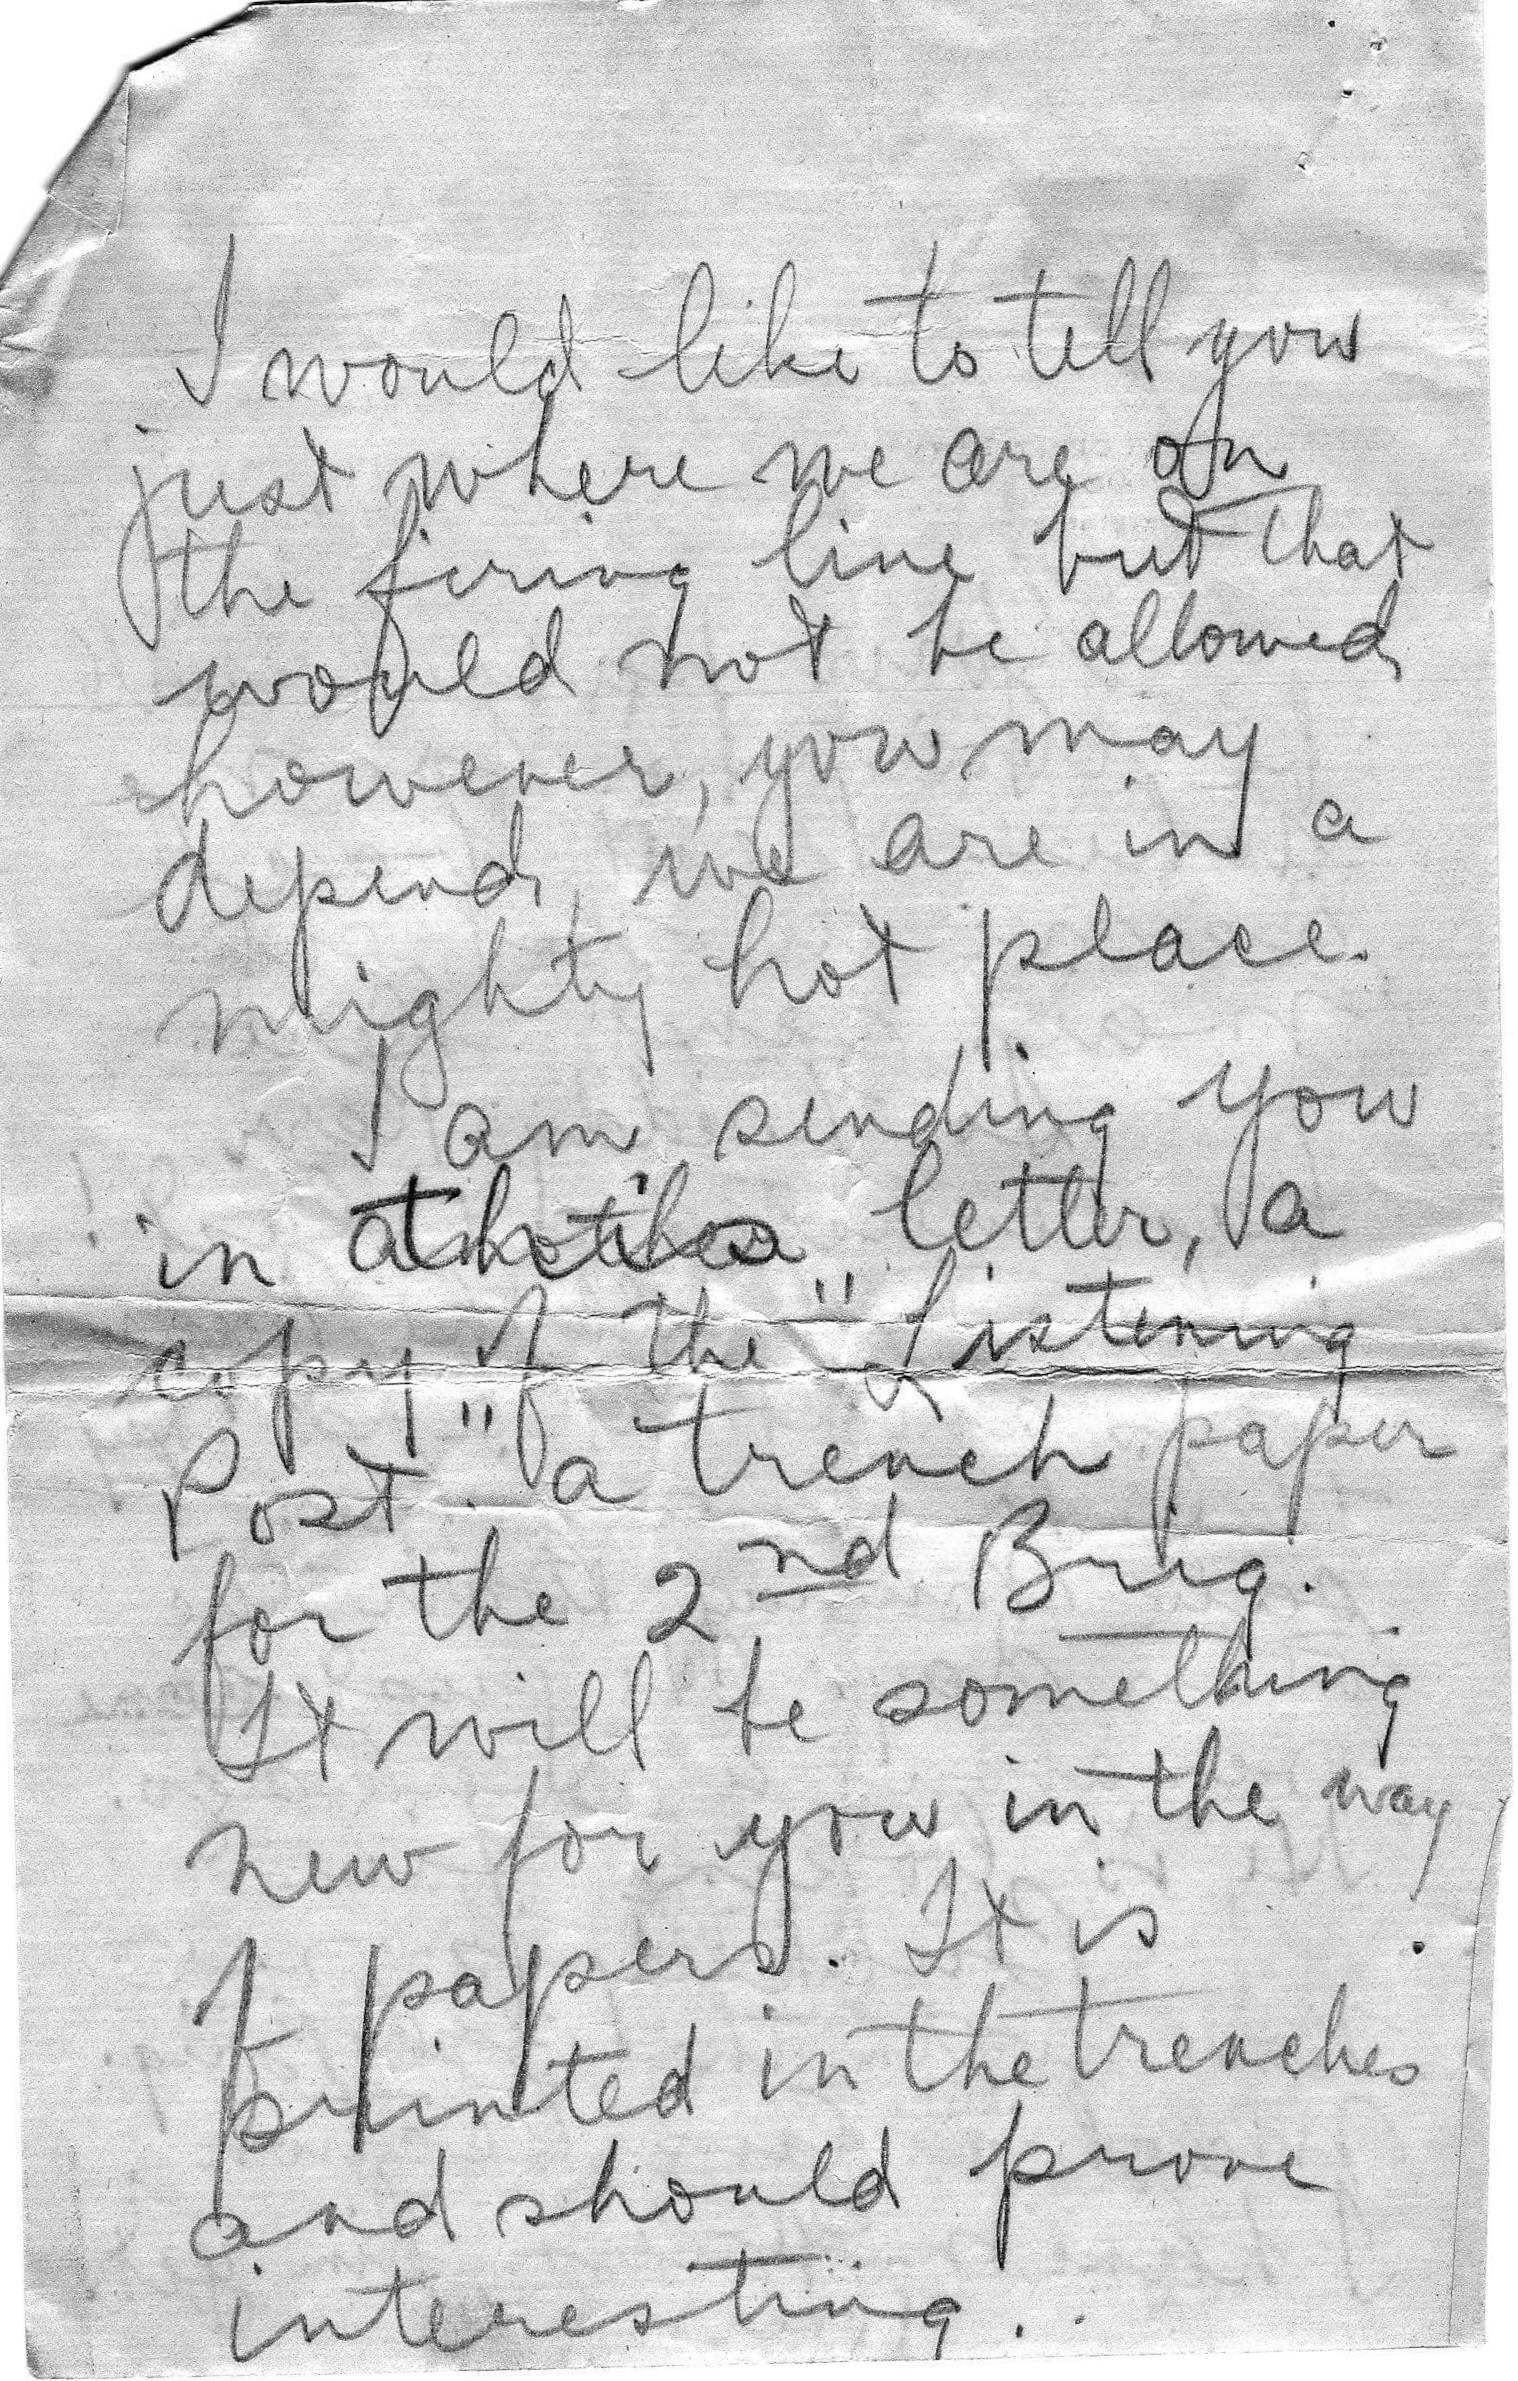 I would like to tell you
just where we are on
the firing line but that
would not be allowed
however, you may
depend, we are in a
mighty hot place.
I am sending you
in letter, a
copy of the "Listening
Post" a trench paper
for the 2nd Brig.
It will be something
new for you in the way
of papers. It is
printed in the trenches
and should prove
interesting.